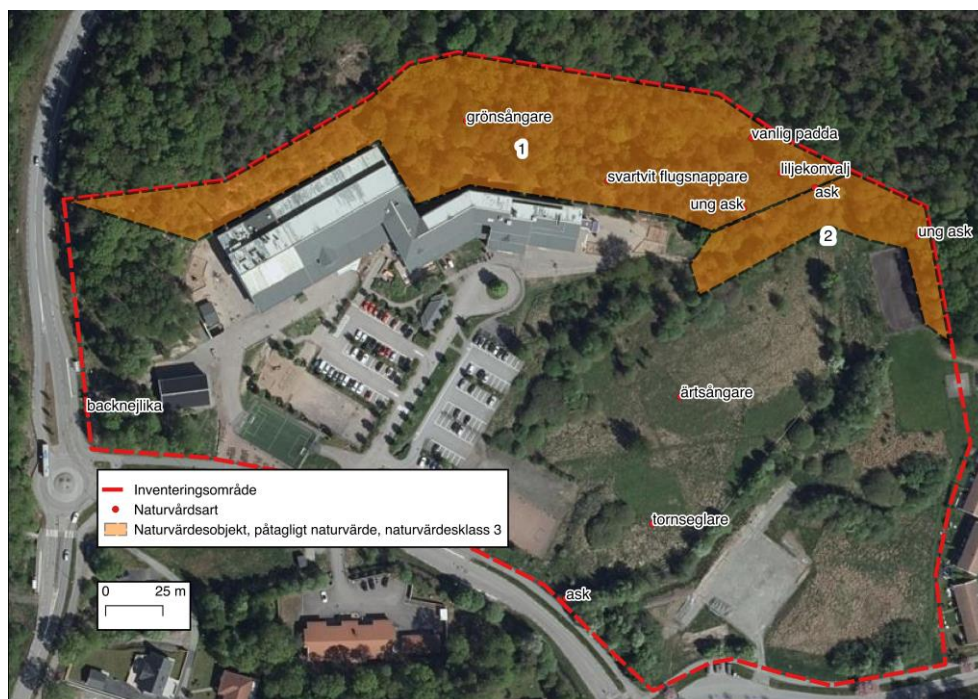 grönsångare
vanlig padda
1
liljekonvalj
svartvit flugsnappare
ask
ung ask
2
ung ask
ärtsångare
backnejlika
Inventeringsområde
Naturvårdsart
Naturvärdesobjekt, påtagligt naturvärde, naturvärdesklass 3
tornseglare
0 25 m
ask